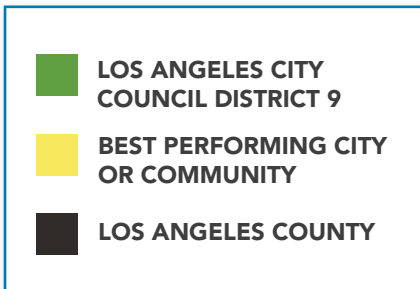 LOS ANGELES CITY
COUNCIL DISTRICT 9
BEST PERFORMING CITY
OR COMMUNITY
LOS ANGELES COUNTY